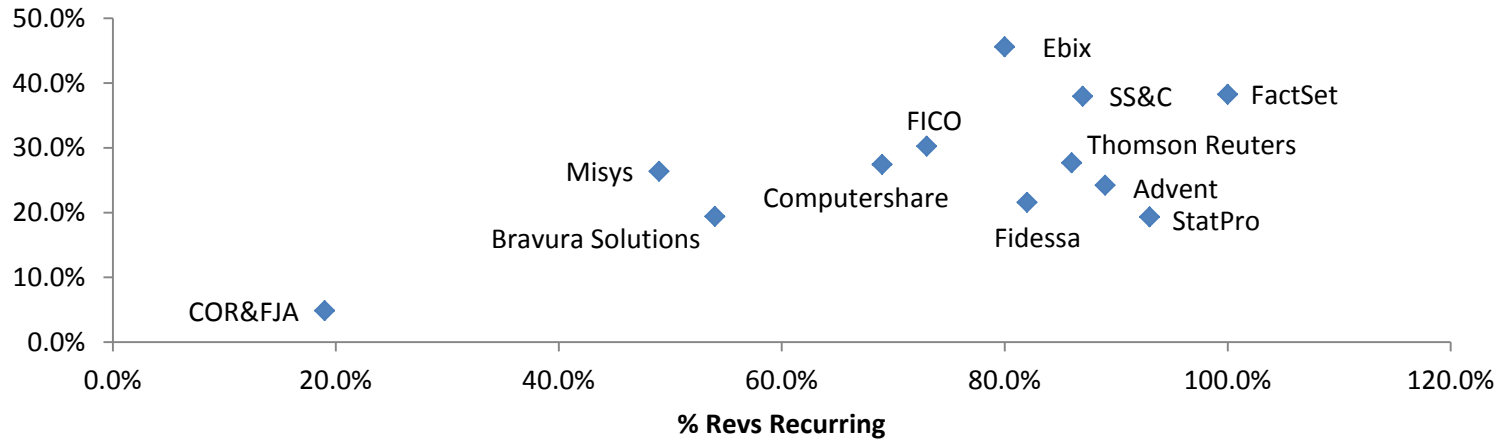 50.0%
40.0%
30.0%
20.0%
10.0%
0.0%
Ebix
SS&C
FactSet
FICO
Thomson Reuters
Misys
Computershare
Advent
Bravura Solutions
Fidessa
StatPro
COR&FJA
0.0% 20.0% 40.0% 60.0% 80.0% 100.0% 120.0%
% Revs Recurring